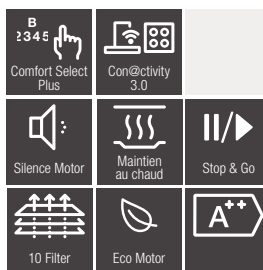 B
2345
Comfort Select
Plus
Con@ctivity
3.0
Silence Motor
Maintien
au chaud
Stop & Go
10 Filter
Eco Motor
A++